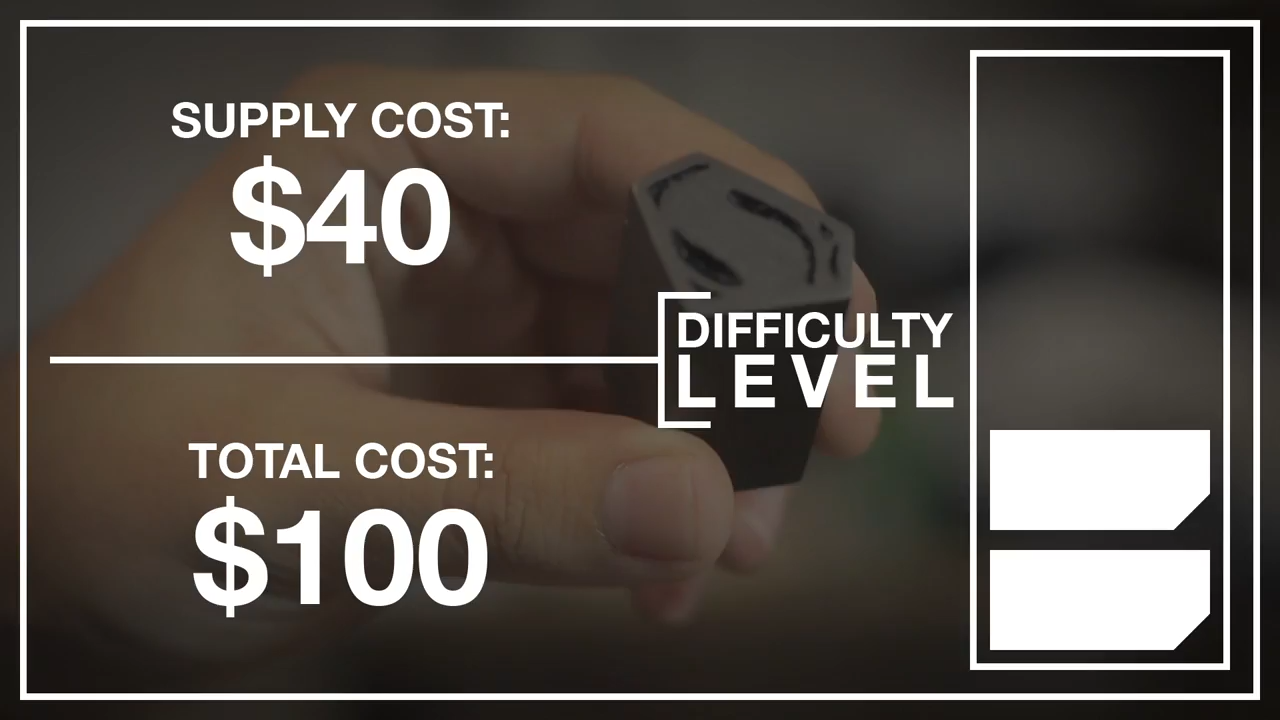 SUPPLY COST:
$40
DIFFICULTY
LEVEL
TOTAL COST:
$100